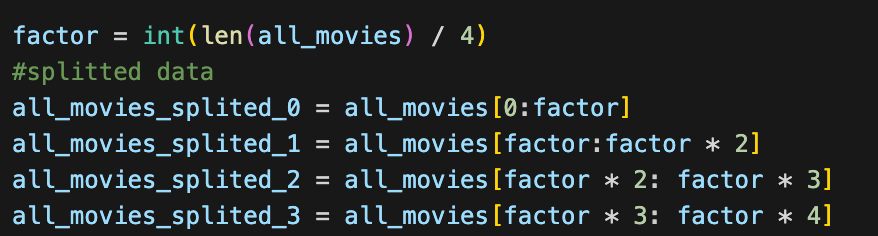 factor = int(len(all_movies) / 4)
#splitted data
all_movies_splited_0 = all_movies[0:factor]
all_movies_splited_1 = all_movies[factor:factor * 2]
all_movies_splited_2 = all_movies[factor * 2: factor * 3]
all_movies_splited_3 = all_movies[factor * 3: factor * 4]